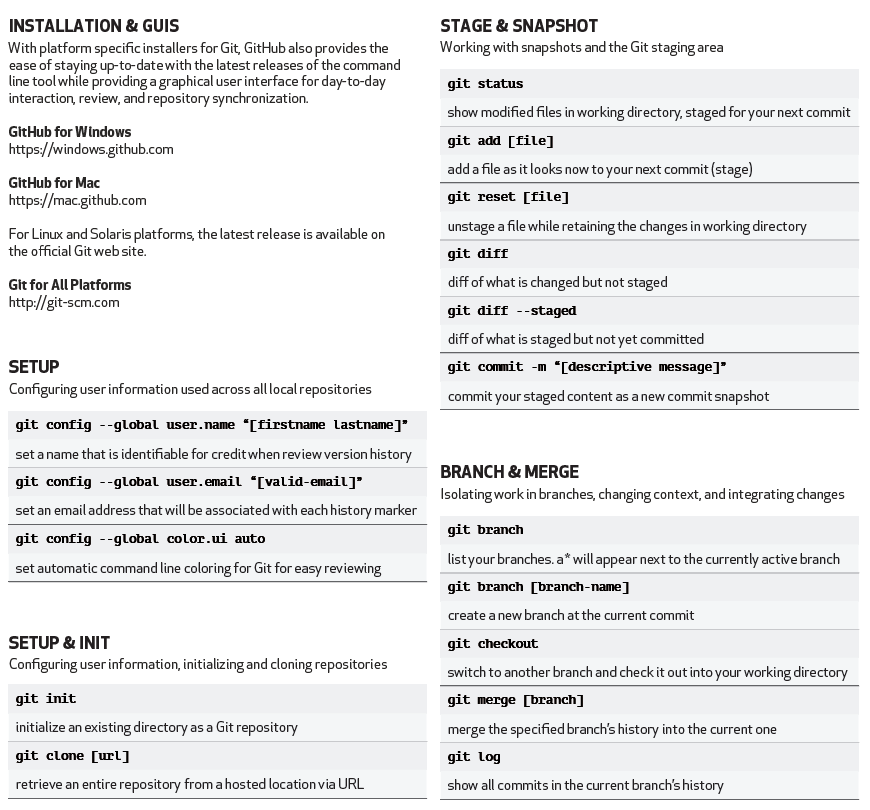 INSTALLATION & GUIS
With platform specific installers for Git, GitHub also provides the
ease of staying up-to-date with the latest releases of the command
line tool while providing a graphical user interface for day-to-day
interaction, review, and repository synchronization.
GitHub for Windows
https://windows.github.com
GitHub for Mac
https://mac.github.com
For Linux and Solaris platforms, the latest release is available on
the official Git web site.
Git for All Platforms
http://git-scm.com
SETUP
Configuring user information used across all local repositories
git config --global user.name “[firstname lastname]”
set a name that is identifiable for credit when review version history
git config --global user.email “[valid-email]”
set an email address that will be associated with each history marker
git config --global color.ui auto
set automatic command line coloring for Git for easy reviewing
SETUP & INIT
Configuring user information, initializing and cloning repositories
git init
initialize an existing directory as a Git repository
git clone [url]
retrieve an entire repository from a hosted location via URL
STAGE & SNAPSHOT
Working with snapshots and the Git staging area
git status
show modified files in working directory, staged for your next commit
git add [file]
add a file as it looks now to your next commit (stage)
git reset [file]
unstage a file while retaining the changes in working directory
git diff
diff of what is changed but not staged
git diff --staged
diff of what is staged but not yet committed
git commit -m “[descriptive message]”
commit your staged content as a new commit snapshot
BRANCH & MERGE
Isolating work in branches, changing context, and integrating changes
git branch
list your branches. a * will appear next to the currently active branch
git branch [branch-name]
create a new branch at the current commit
git checkout
switch to another branch and check it out into your working directory
git merge [branch]
merge the specified branch’s history into the current one
git log
show all commits in the current branch’s history